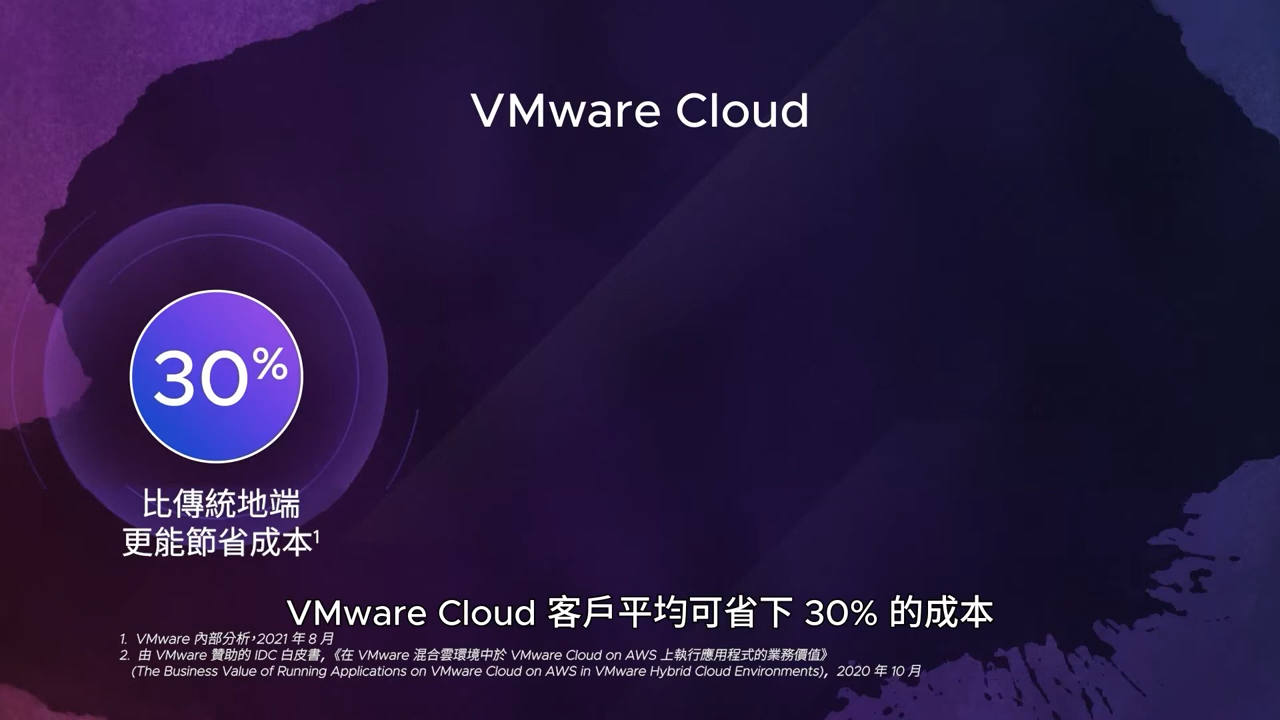 VMware Cloud
30%
比傳統地端
更能節省成本1
VMware Cloud 客戶平均可省下 30% 的成本
1. VMware 內部分析，2021 年 8 月
2. 由 VMware 贊助的 IDC 白皮書，《在 VMware 混合雲環境中於 VMware Cloud on AWS 上執行應用程式的業務價值》
(The Business Value of Running Applications on VMware Cloud on AWS in VMware Hybrid Cloud Environments)，2020 年 10 月